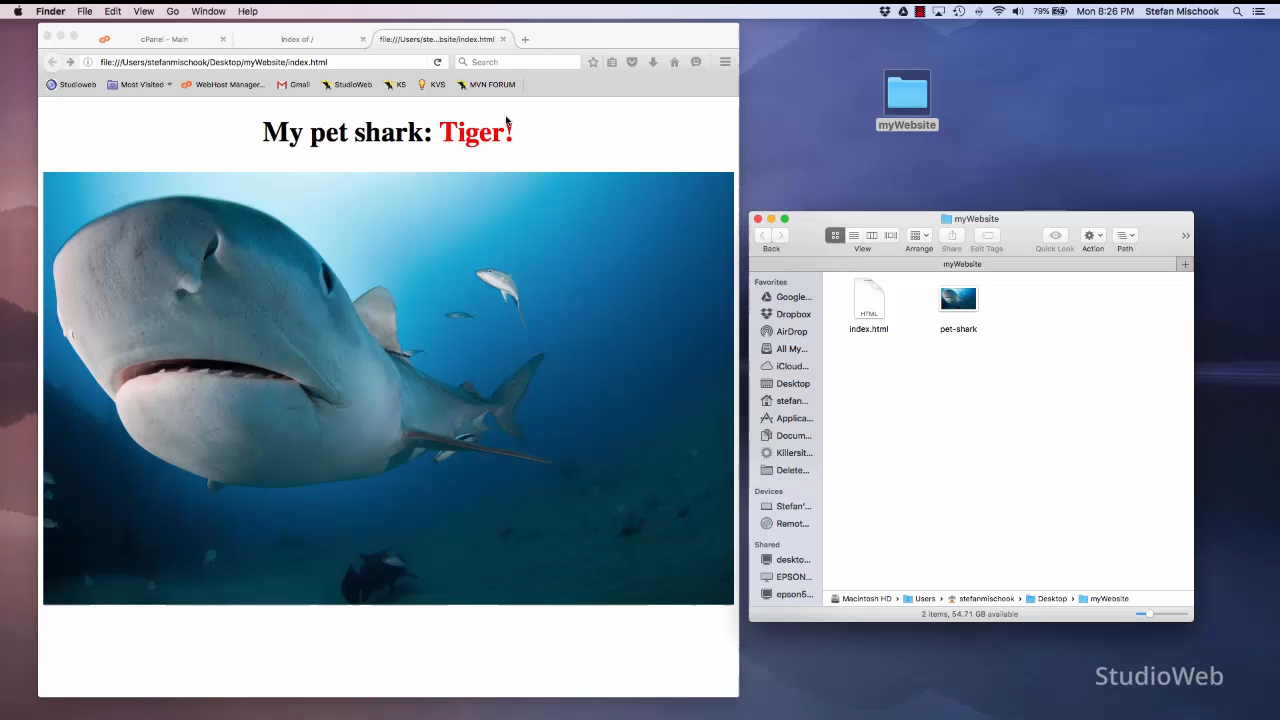 Finder File Edit View Go Window Help
79% Mon 8:26 PM Stefan Mischook
cPanel - Main
Index of /
file:///Users/ste...bsite/index.html
file:///Users/stefanmischook/Desktop/myWebsite/index.html
Search
Studioweb Most Visited WebHost Manager... Gmail StudioWeb KS KVS MVN FORUM
My pet shark: Tiger!
myWebsite
myWebsite
Back View Arrange Share Edit Tags Quick Look Action Path
myWebsite
Favorites
Google...
Dropbox
AirDrop
All My...
iCloud...
Desktop
stefan...
Applica...
Docum...
Killersit...
Delete...
Devices
Stefan'...
Remot...
Shared
deskto...
EPSON...
epson5...
HTML
index.html
pet-shark
Macintosh HD Users stefanmischook Desktop myWebsite
2 items, 54.71 GB available
StudioWeb